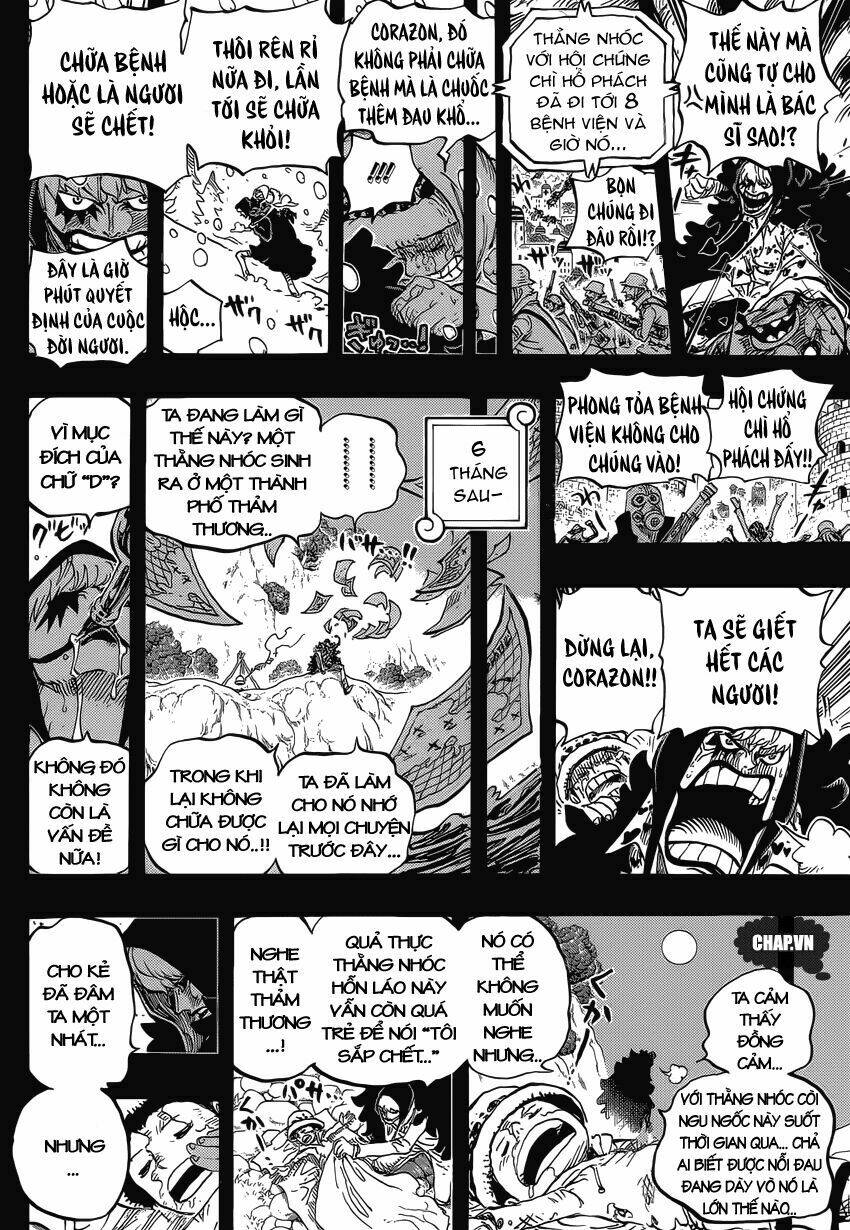 THẾ NÀY MÀ
CŨNG TỰ CHO
MÌNH LÀ BÁC
SĨ SAO!?
THẰNG NHÓC
VỚI HỘI CHỨNG
CHÌ HỔ PHÁCH
ĐÃ ĐI TỚI 8
BỆNH VIỆN VÀ
GIỜ NÓ...
BỌN
CHÚNG ĐI
ĐÂU RỒI!?
CORAZON, ĐÓ
KHÔNG PHẢI CHỮA
BỆNH MÀ LÀ CHUỐC
THÊM ĐAU KHỔ...
!!!
THÔI RÊN RỈ
NỮA ĐI, LẦN
TỚI SẼ CHỮA
KHỎI!
HỘC...
CHỮA BỆNH
HOẶC LÀ NGƯƠI
SẼ CHẾT!
ĐÂY LÀ GIỜ
PHÚT QUYẾT
ĐỊNH CỦA CUỘC
ĐỜI NGƯƠI.
HỘI CHỨNG
CHÌ HỔ
PHÁCH ĐẤY!!
PHONG TỎA BỆNH
VIỆN KHÔNG CHO
CHÚNG VÀO!
TA SẼ GIẾT
HẾT CÁC
NGƯƠI!
DỪNG LẠI,
CORAZON!!
6
THÁNG
SAU-
TA ĐANG LÀM GÌ
THẾ NÀY? MỘT
THẰNG NHÓC SINH
RA Ở MỘT THÀNH
PHỐ THẢM
THƯƠNG..
TA ĐÃ LÀM
CHO NÓ NHỚ
LẠI MỌI CHUYỆN
TRƯỚC ĐÂY...
TRONG KHI
LẠI KHÔNG
CHỮA ĐƯỢC
GÌ CHO NÓ..!!
VÌ MỤC
ĐÍCH CỦA
CHỮ "D"?
KHÔNG, ĐÓ
KHÔNG
CÒN LÀ
VẤN ĐỀ
NỮA!
CHAP.VN
TA CẢM
THẤY
ĐỒNG
CẢM...
VỚI THẰNG NHÓC CÒI
NGU NGỐC NÀY SUỐT
THỜI GIAN QUA... CHẢ
AI BIẾT ĐƯỢC NỖI ĐAU
ĐANG DÀY VÒ NÓ LÀ
LỚN THẾ NÀO...
NÓ CÓ
THỂ
KHÔNG
MUỐN
NGHE
NHƯNG..
QUẢ THỰC
THẰNG NHÓC
HỖN LÁO NÀY
VẪN CÒN QUÁ
TRẺ ĐỂ NÓI "TÔI
SẮP CHẾT..."
NGHE
THẬT
THẢM
THƯƠNG
...!
CHO KẺ
ĐÃ ĐÂM
TA MỘT
NHÁT...
NHƯNG
...